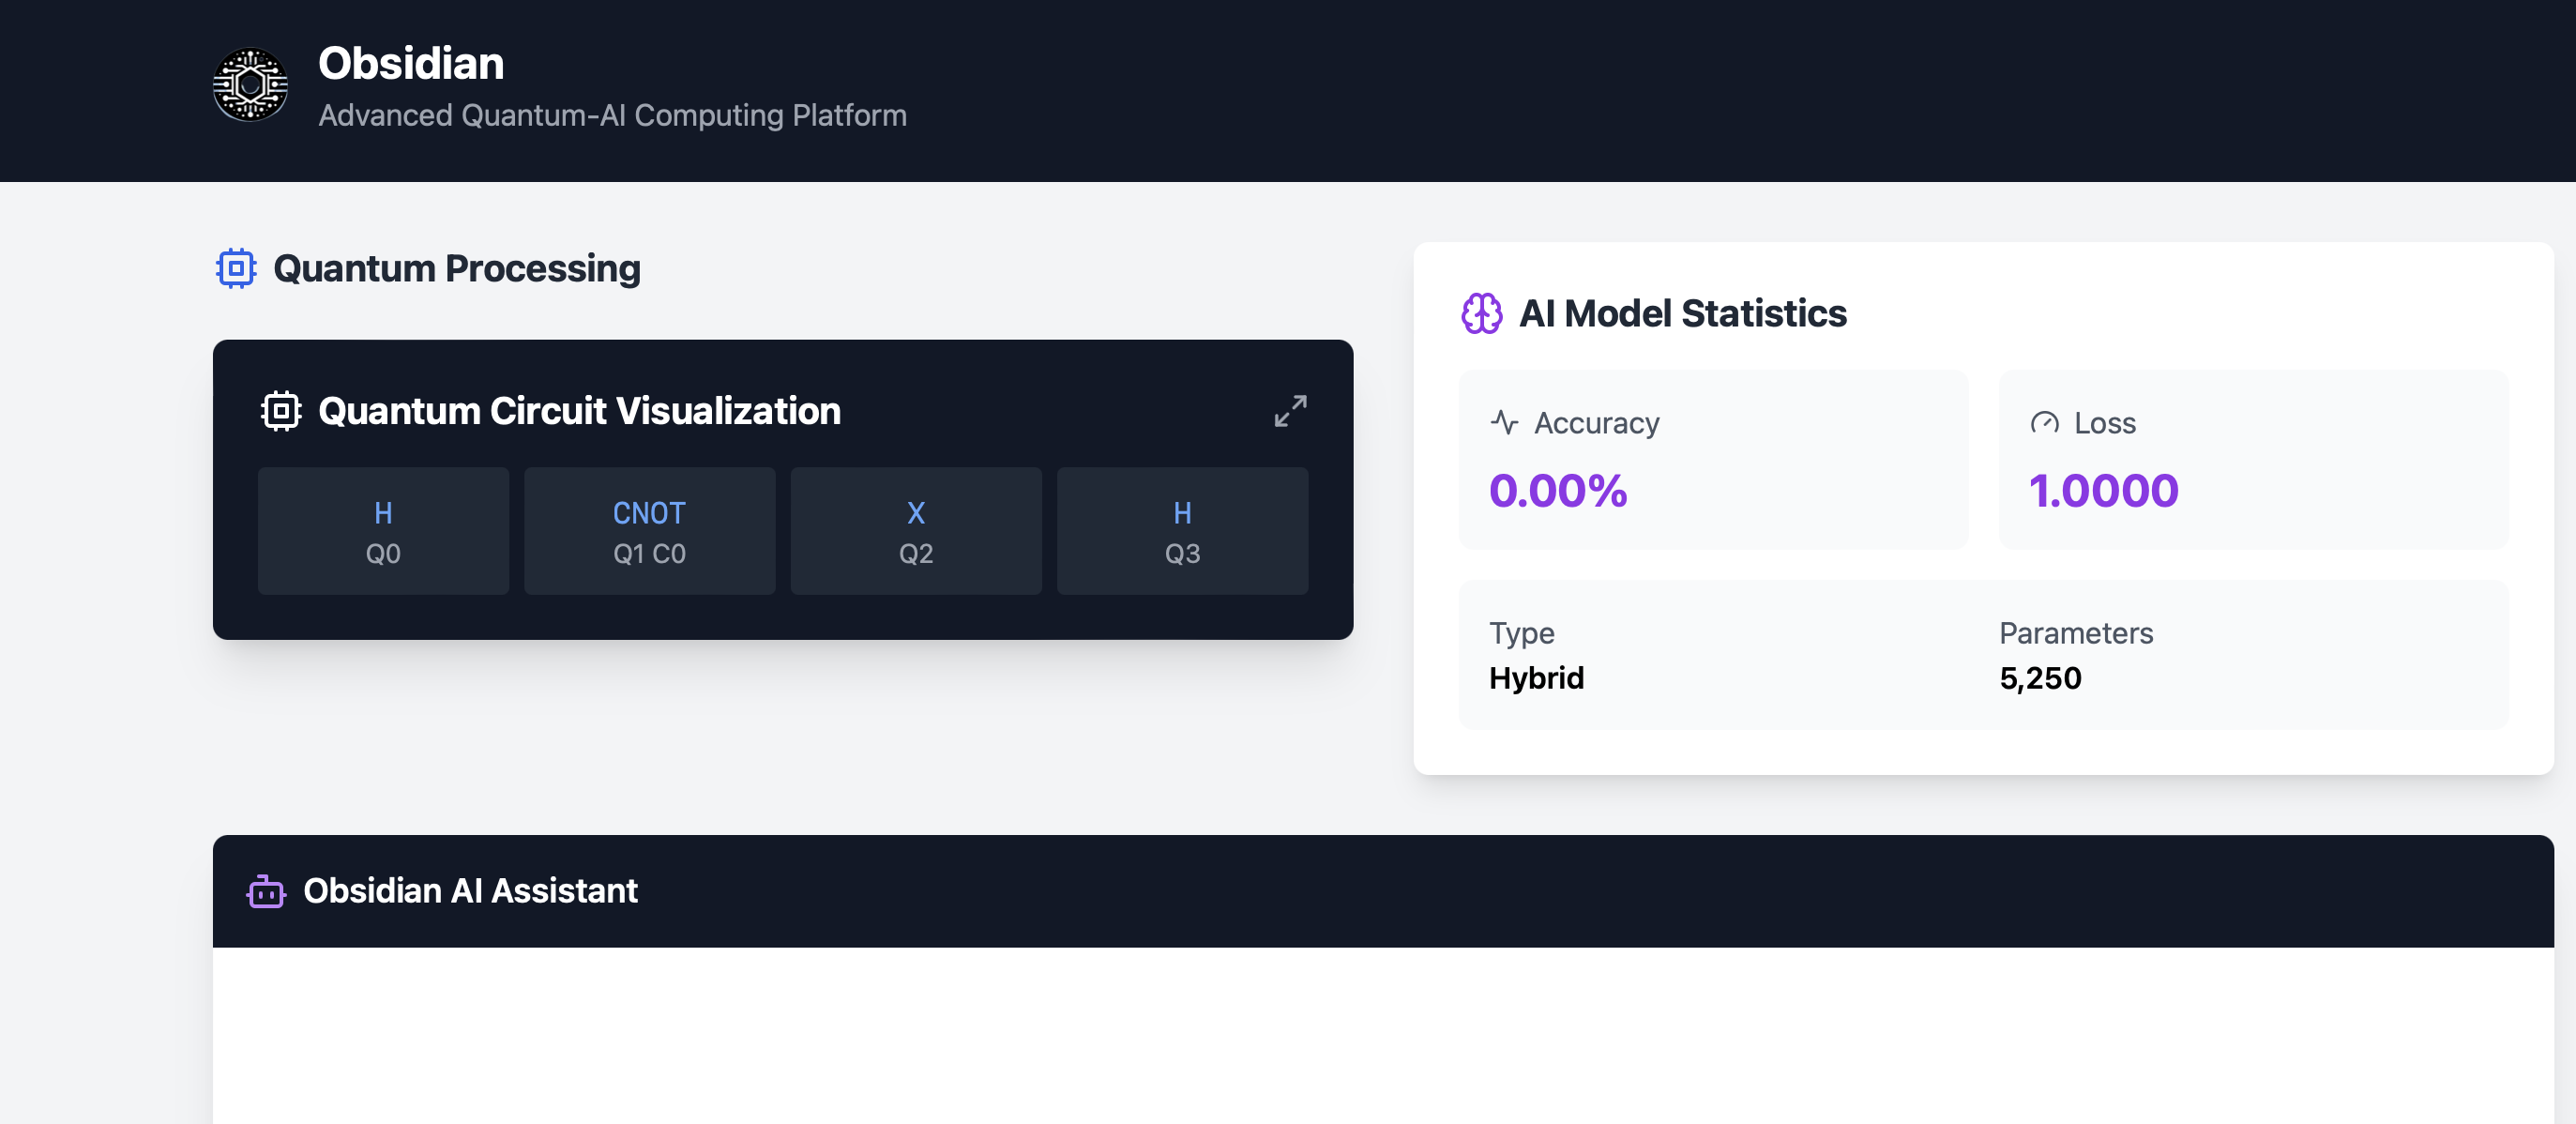 Obsidian
Advanced Quantum-AI Computing Platform
Quantum Processing
Quantum Circuit Visualization
H
Q0
CNOT
Q1 C0
X
Q2
H
Q3
AI Model Statistics
Accuracy
0.00%
Loss
1.0000
Type
Hybrid
Parameters
5,250
Obsidian AI Assistant